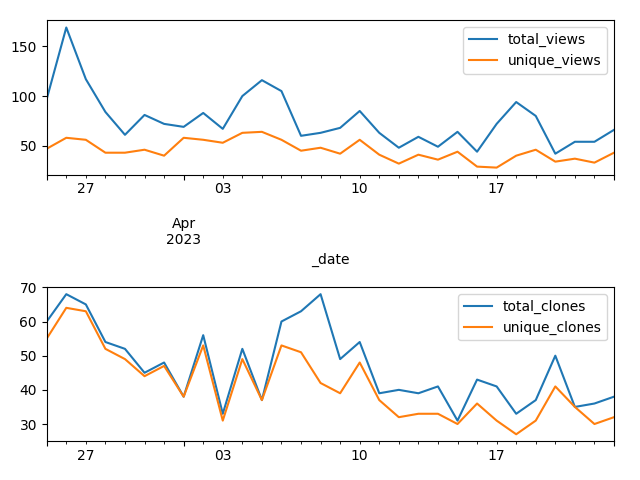 total_views
unique_views
150
100
50
27 03 10 17
Apr
2023
_date
total_clones
unique_clones
70
60
50
40
30
27 03 10 17